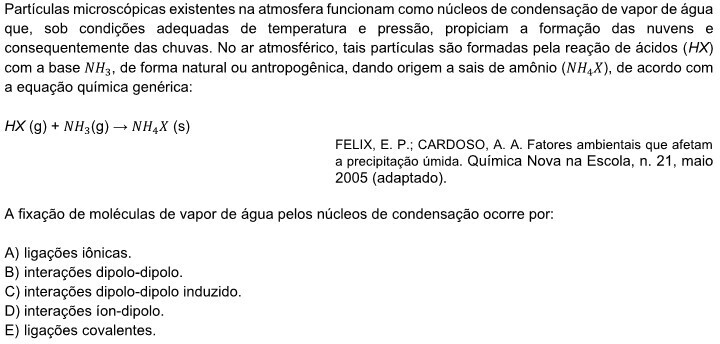 Partículas microscópicas existentes na atmosfera funcionam como núcleos de condensação de vapor de água
que, sob condições adequadas de temperatura e pressão, propiciam a formação das nuvens e
consequentemente das chuvas. No ar atmosférico, tais partículas são formadas pela reação de ácidos (HX)
com a base NH₃, de forma natural ou antropogênica, dando origem a sais de amônio (NH₄X), de acordo com
a equação química genérica:
HX (g) + NH₃(g) → NH₄X (s)
FELIX, E. P.; CARDOSO, A. A. Fatores ambientais que afetam
a precipitação úmida. Química Nova na Escola, n. 21, maio
2005 (adaptado).
A fixação de moléculas de vapor de água pelos núcleos de condensação ocorre por:
A) ligações iônicas.
B) interações dipolo-dipolo.
C) interações dipolo-dipolo induzido.
D) interações íon-dipolo.
E) ligações covalentes.